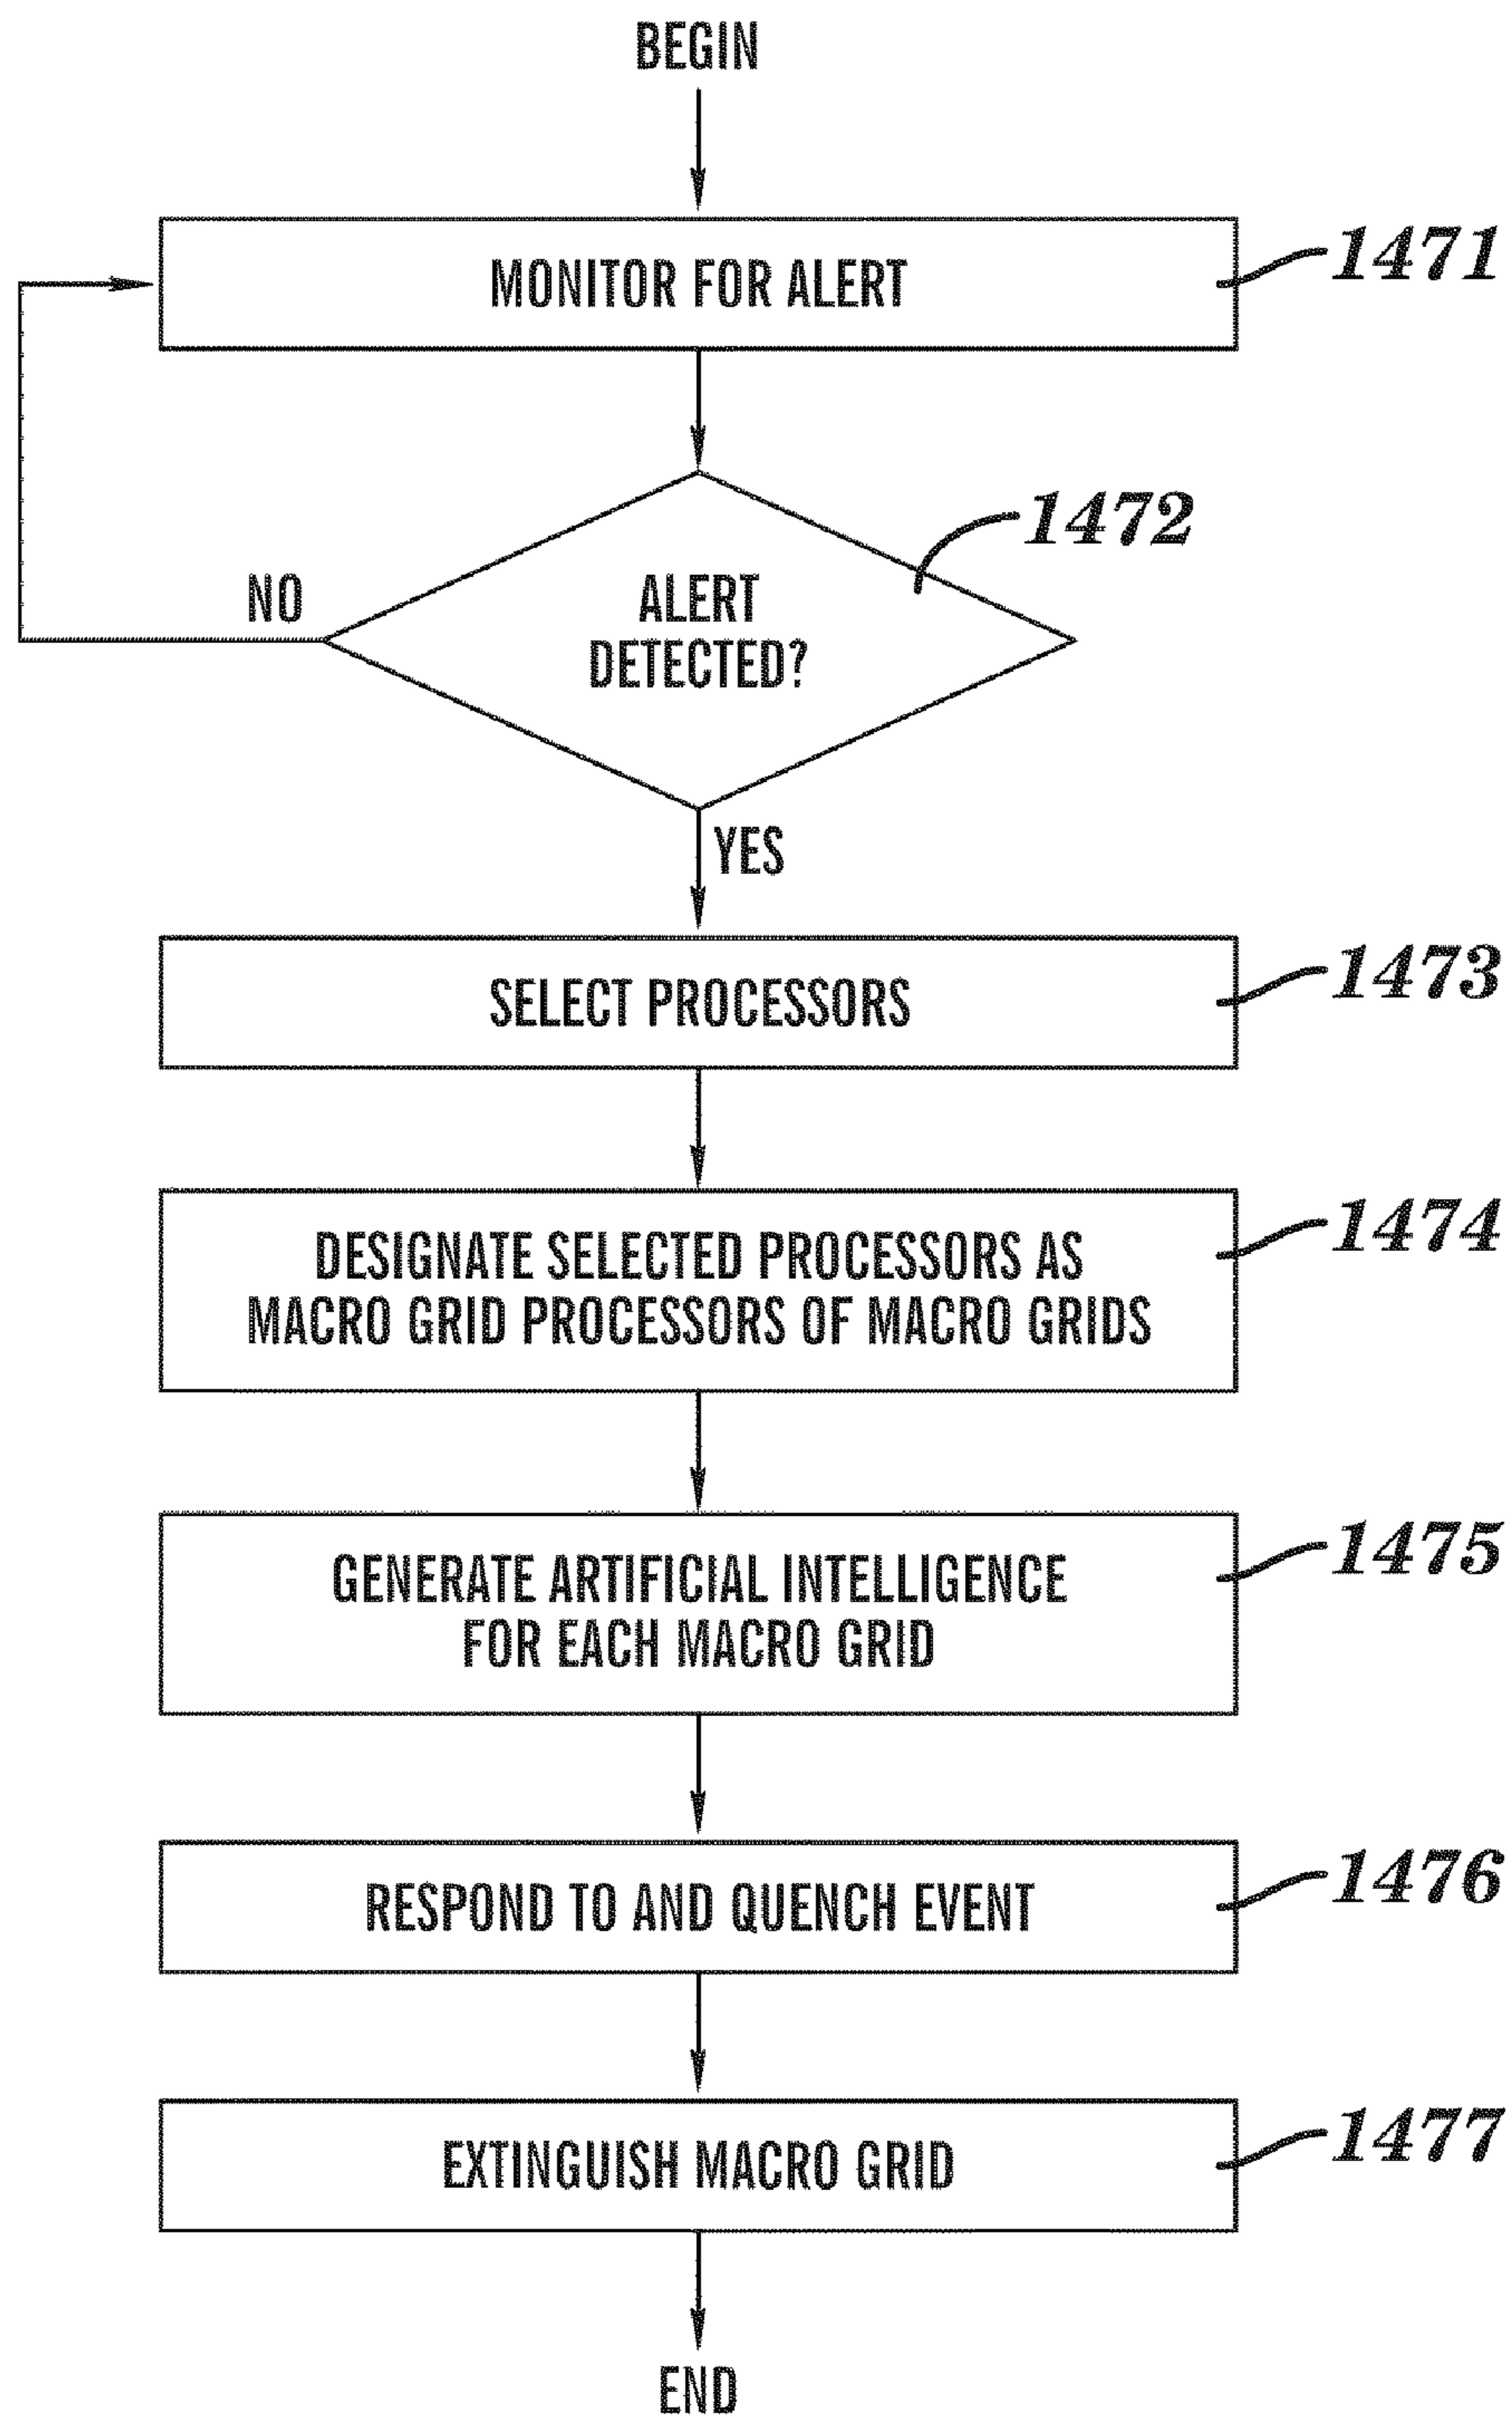 BEGIN
MONITOR FOR ALERT
1471
1472
ALERT
DETECTED?
NO
YES
SELECT PROCESSORS
1473
DESIGNATE SELECTED PROCESSORS AS
MACRO GRID PROCESSORS OF MACRO GRIDS
1474
GENERATE ARTIFICIAL INTELLIGENCE
FOR EACH MACRO GRID
1475
RESPOND TO AND QUENCH EVENT
1476
EXTINGUISH MACRO GRID
1477
END